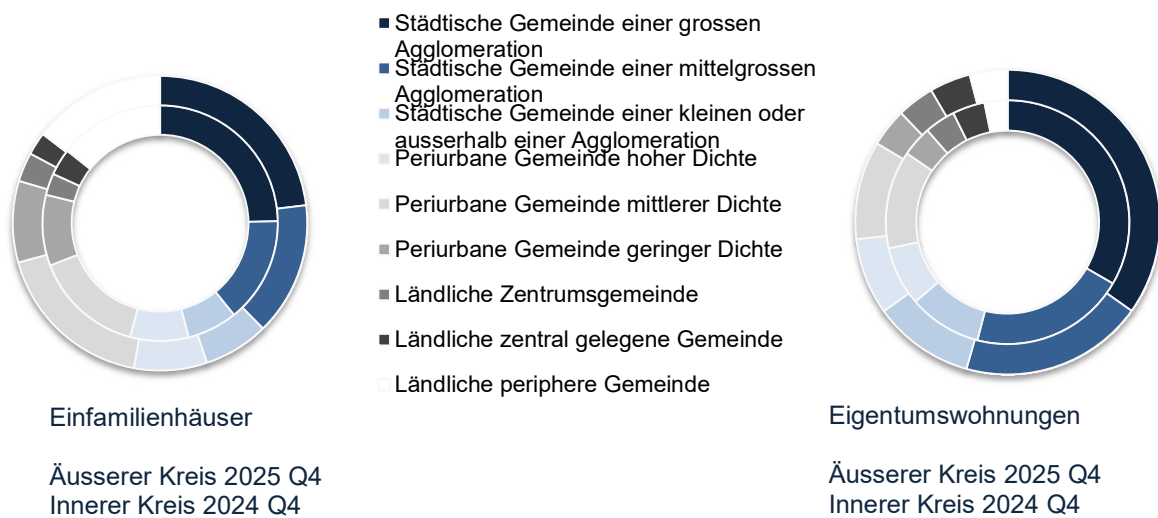 Städtische Gemeinde einer grossen
Agglomeration
Städtische Gemeinde einer mittelgrossen
Agglomeration
Städtische Gemeinde einer kleinen oder
ausserhalb einer Agglomeration
Periurbane Gemeinde hoher Dichte
Periurbane Gemeinde mittlerer Dichte
Periurbane Gemeinde geringer Dichte
Ländliche Zentrumsgemeinde
Ländliche zentral gelegene Gemeinde
Ländliche periphere Gemeinde
Einfamilienhäuser
Äusserer Kreis 2025 Q4
Innerer Kreis 2024 Q4
Eigentumswohnungen
Äusserer Kreis 2025 Q4
Innerer Kreis 2024 Q4